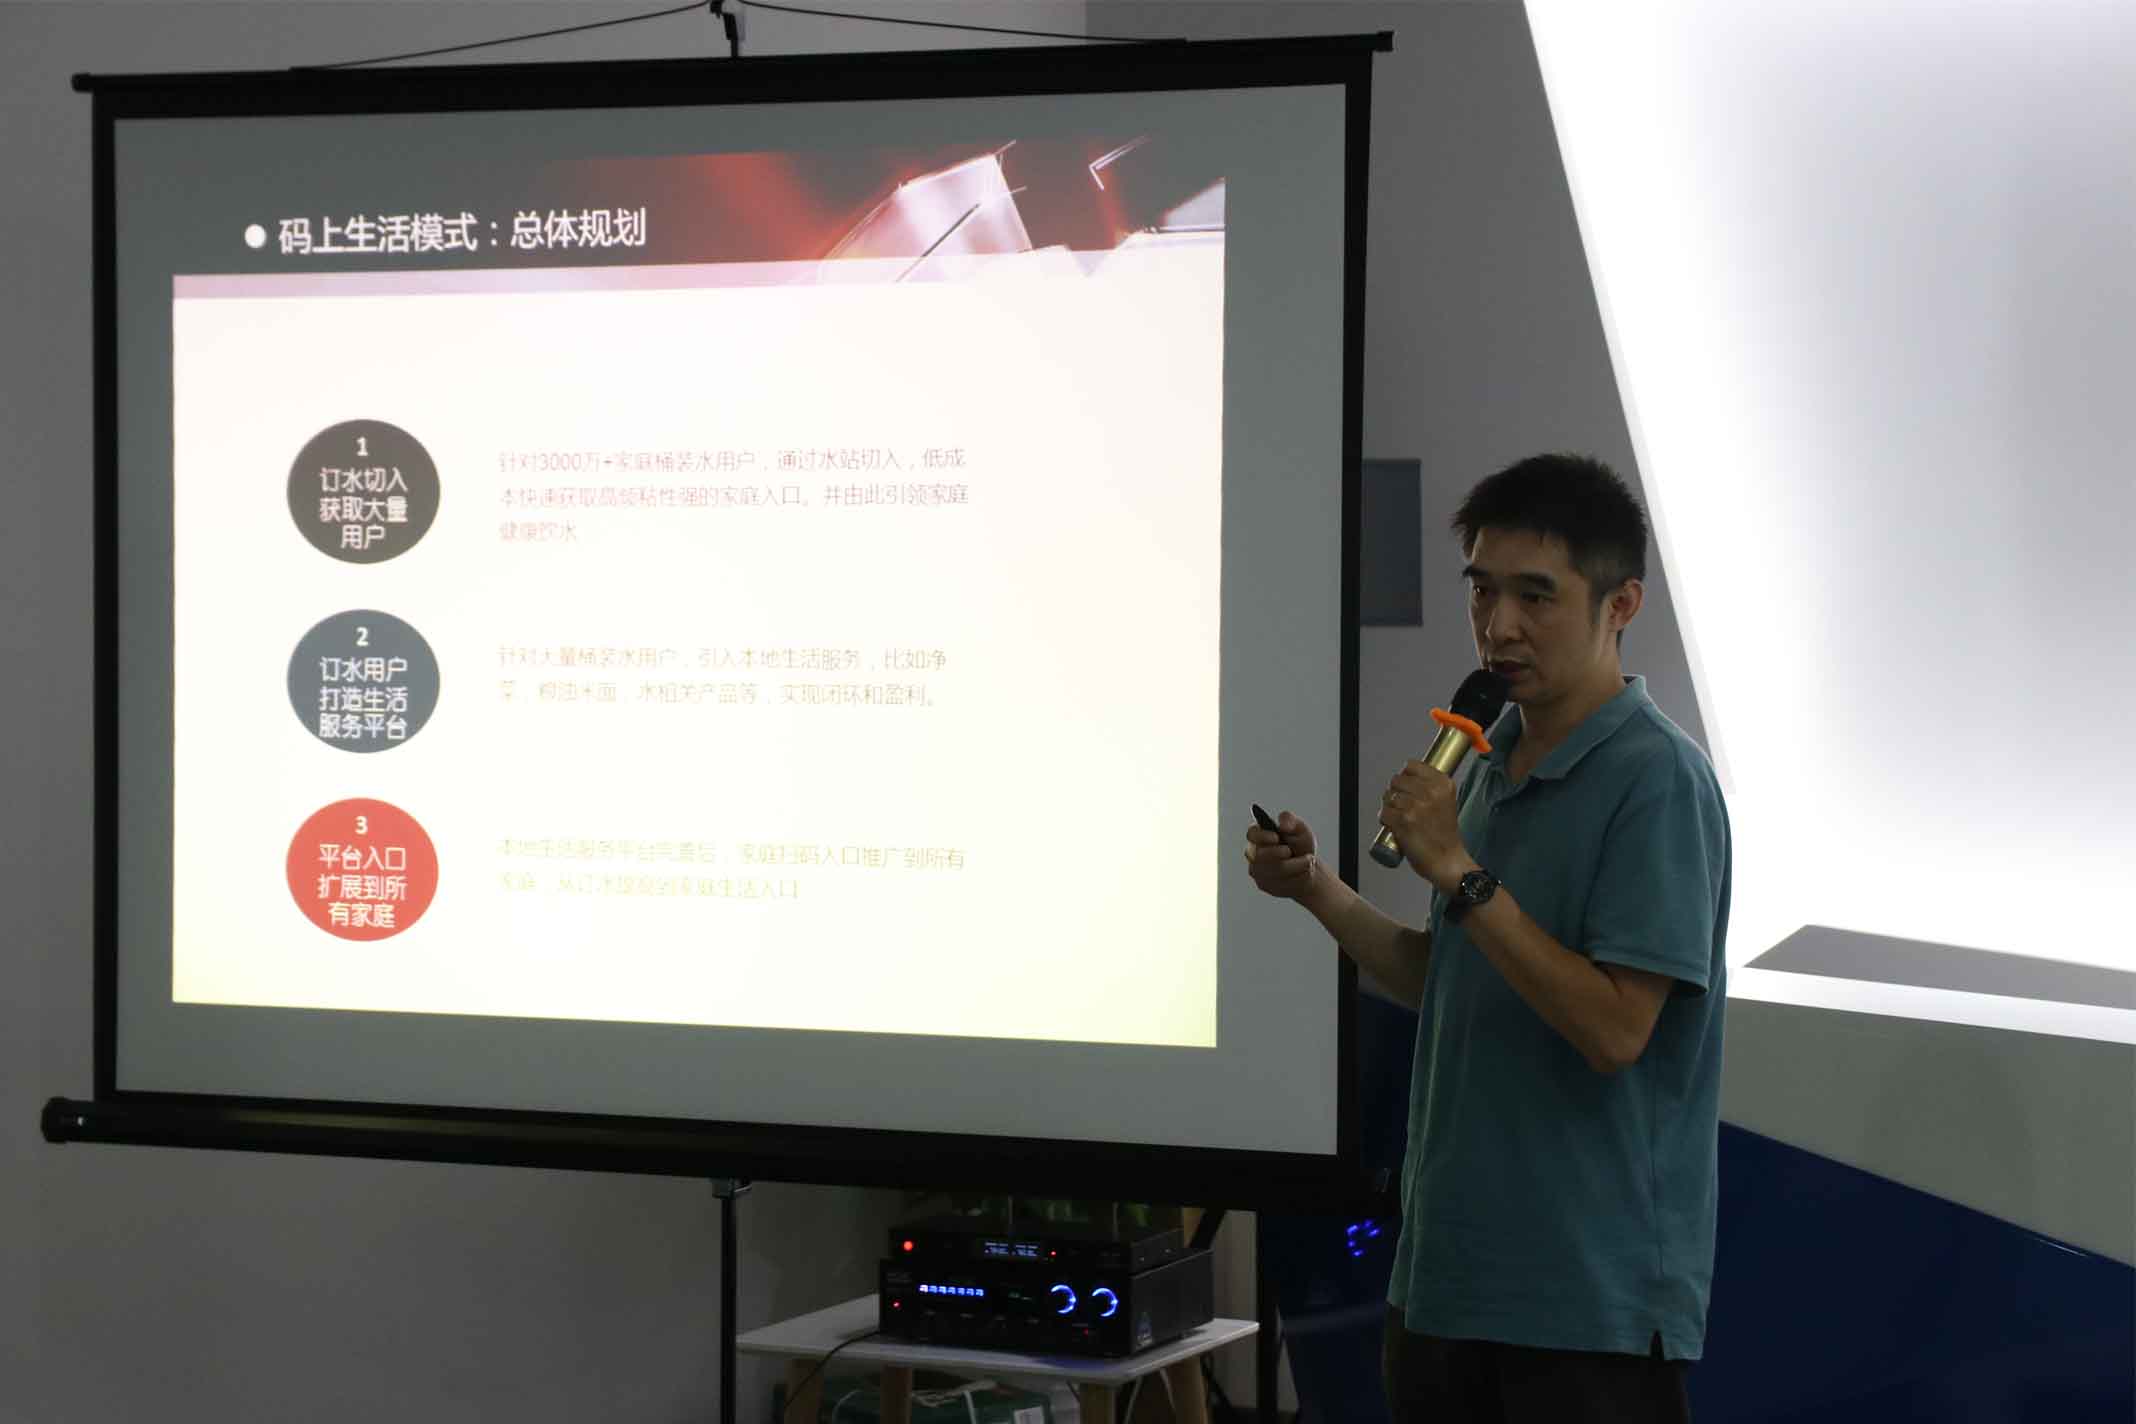 码上生活模式：总体规划
1
订水切入
获取大量
用户
针对3000万+家庭桶装水用户，通过水站切入，低成
本快速获取高频粘性强的家庭入口。并由此引领家庭
健康饮水
2
订水用户
打造生活
服务平台
针对大量桶装水用户，引入本地生活服务，比如净
菜，粮油米面，水相关产品等，实现闭环和盈利。
3
平台入口
扩展到所
有家庭
本地生活服务平台完善后，家庭扫码入口推广到所有
家庭，从订水 的家庭生活入口